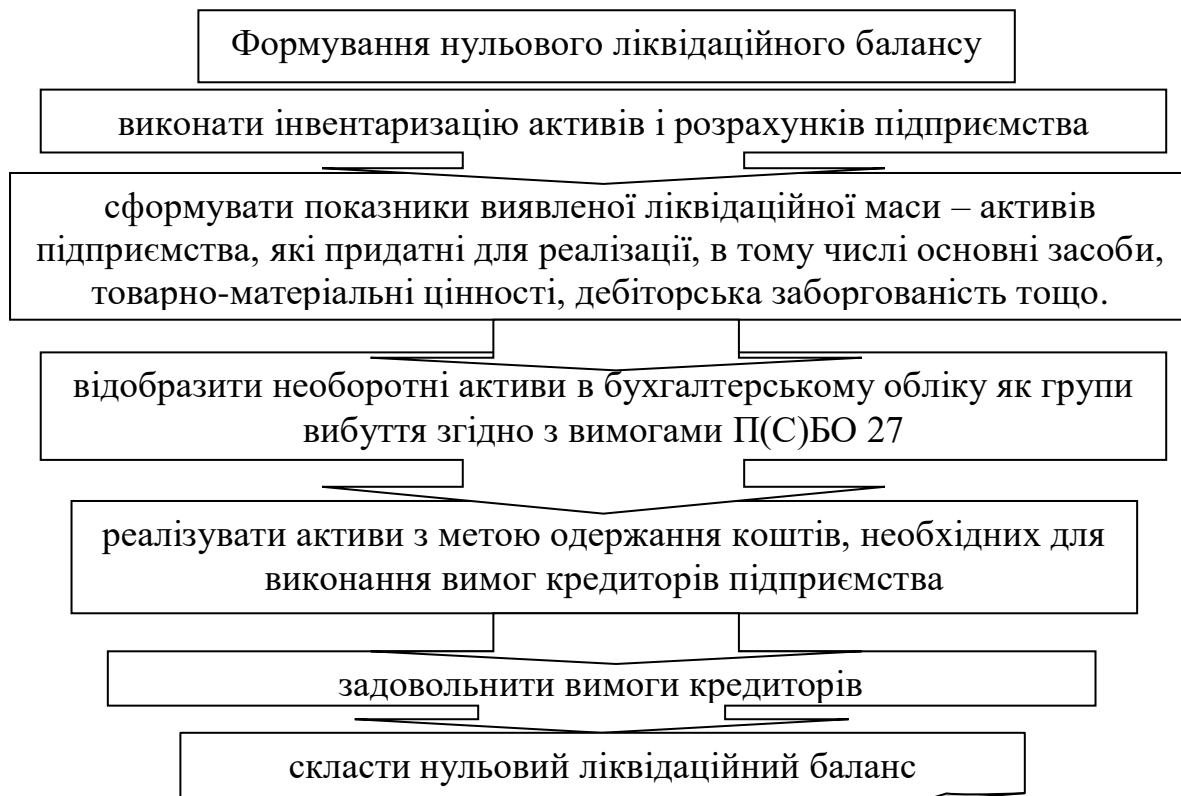 Формування нульового ліквідаційного балансу
виконати інвентаризацію активів і розрахунків підприємства
сформувати показники виявленої ліквідаційної маси – активів
підприємства, які придатні для реалізації, в тому числі основні засоби,
товарно-матеріальні цінності, дебіторська заборгованість тощо.
відобразити необоротні активи в бухгалтерському обліку як групи
вибуття згідно з вимогами П(С)БО 27
реалізувати активи з метою одержання коштів, необхідних для
виконання вимог кредиторів підприємства
задовольнити вимоги кредиторів
скласти нульовий ліквідаційний баланс